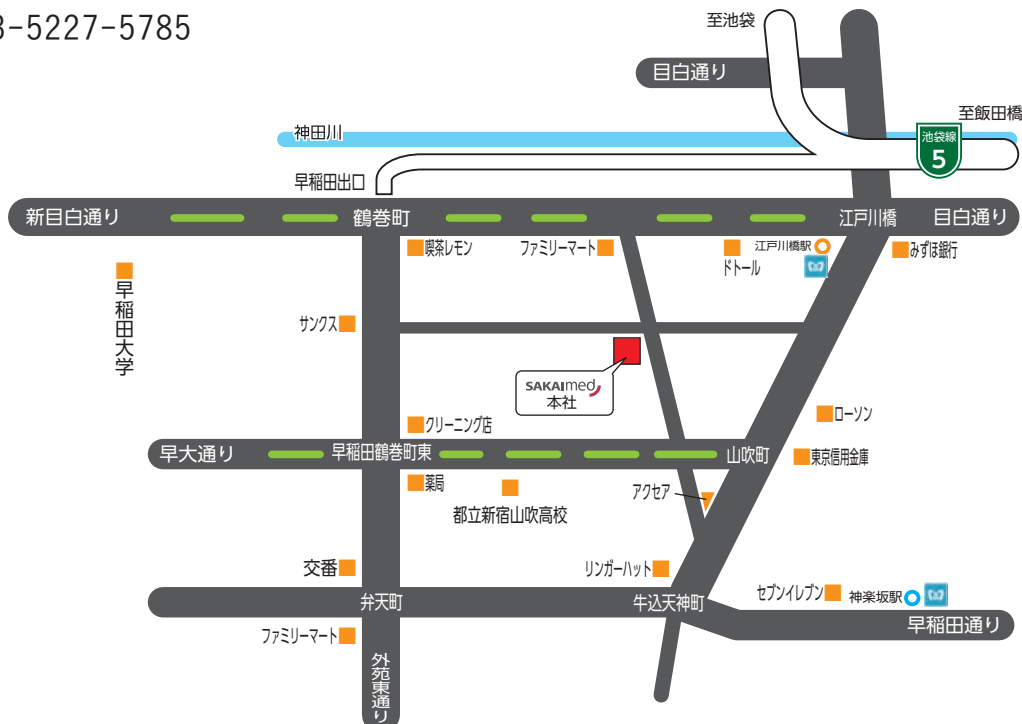 3-5227-5785
至池袋
目白通り
至飯田橋
神田川
池袋線
5
早稲田出口
新目白通り
鶴巻町
江戸川橋
目白通り
喫茶レモン
ファミリーマート
ドトール
江戸川橋駅
みずほ銀行
早稲田大学
サンクス
SAKAImed
本社
クリーニング店
ローソン
早大通り
早稲田鶴巻町東
山吹町
東京信用金庫
薬局
アクセア
都立新宿山吹高校
交番
リンガーハット
弁天町
牛込天神町
セブンイレブン
神楽坂駅
早稲田通り
ファミリーマート
外苑東通り